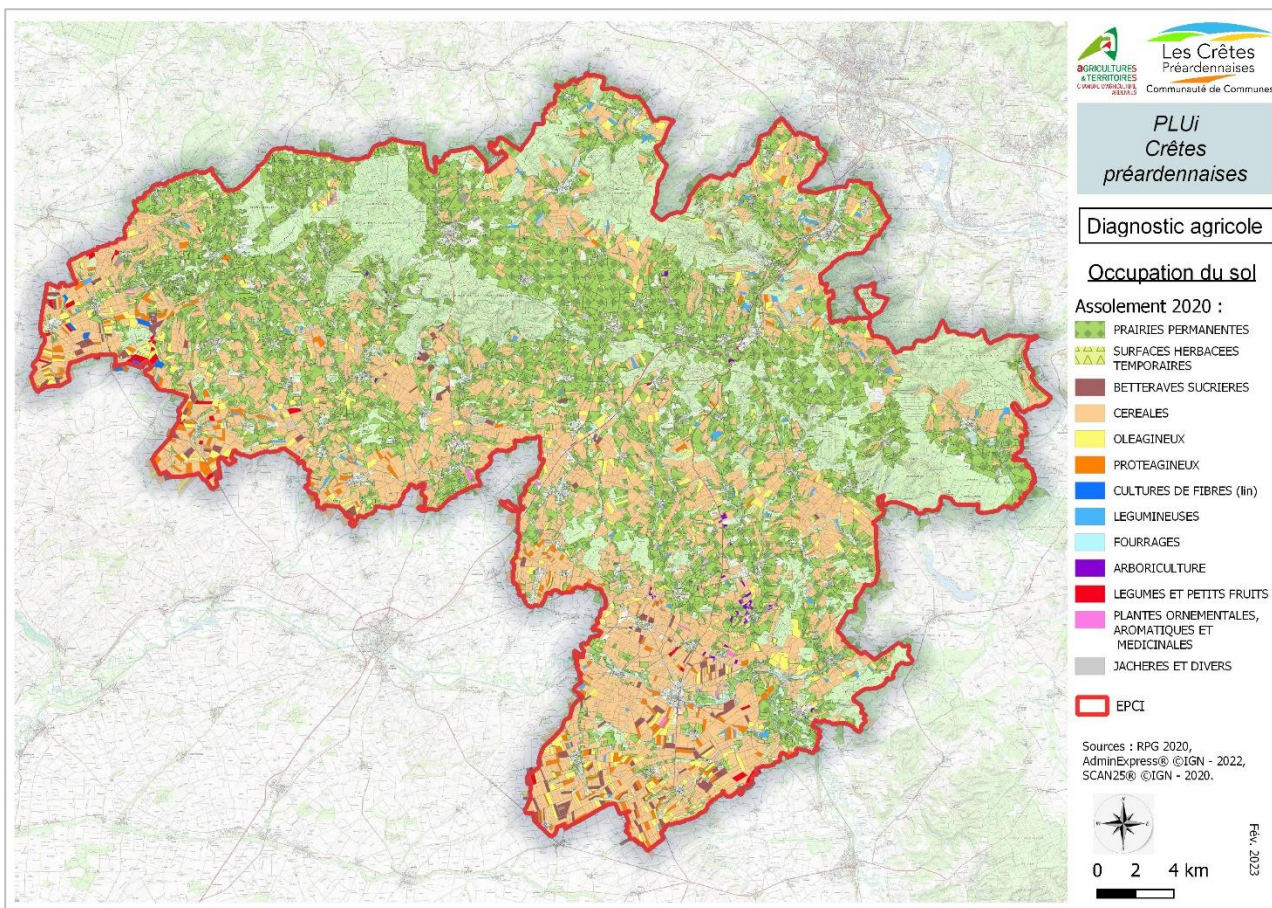 AGRICULTURES
& TERRITOIRES
CHAMBRE D'AGRICULTURE
ARDENNES
Les Crêtes
Préardennaises
Communauté de Communes
PLUi
Crêtes
préardennaises
Diagnostic agricole
Occupation du sol
Assolement 2020 :
PRAIRIES PERMANENTES
SURFACES HERBACEES
TEMPORAIRES
BETTERAVES SUCRIERES
CEREALES
OLEAGINEUX
PROTEAGINEUX
CULTURES DE FIBRES (lin)
LEGUMINEUSES
FOURRAGES
ARBORICULTURE
LEGUMES ET PETITS FRUITS
PLANTES ORNEMENTALES,
AROMATIQUES ET
MEDICINALES
JACHERES ET DIVERS
EPCI
Sources : RPG 2020,
AdminExpress® ©IGN - 2022,
SCAN25® ©IGN - 2020.
Fév. 2023
0 2 4 km